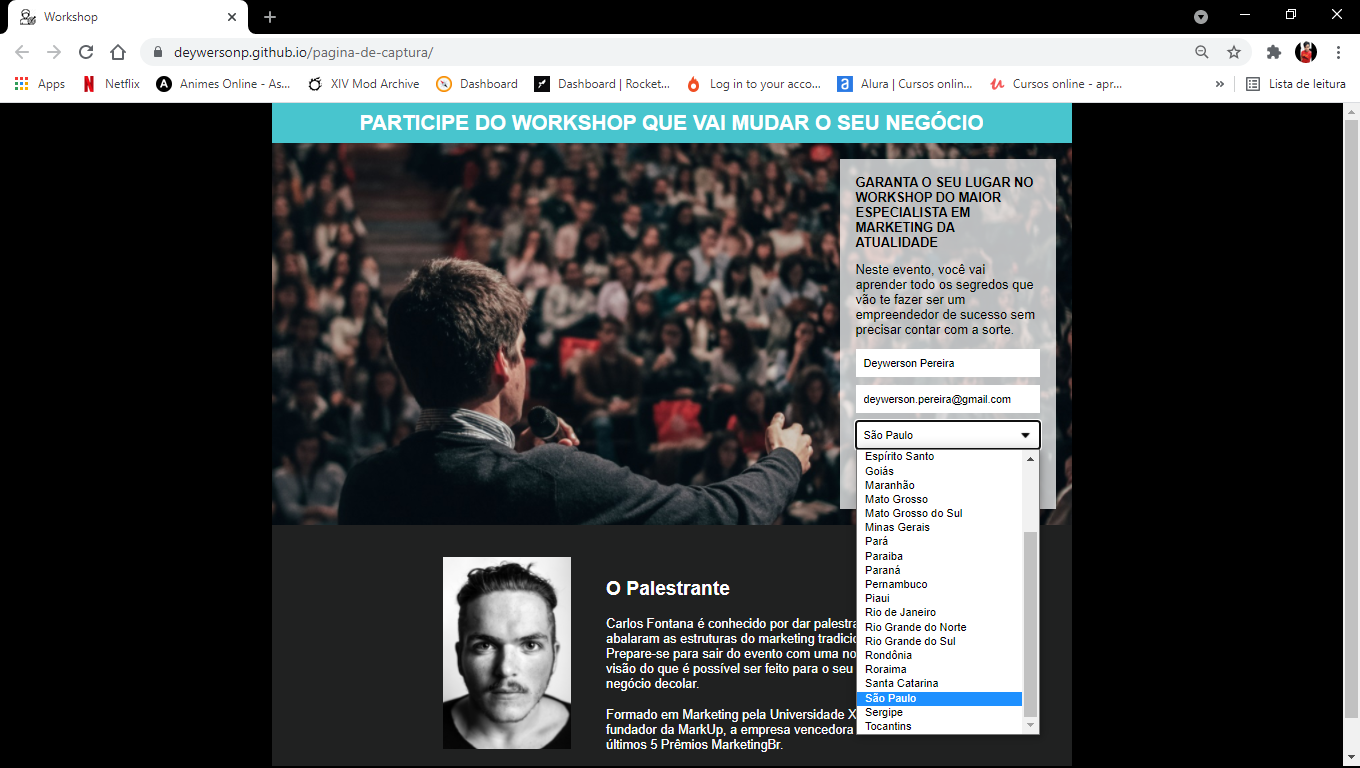 Workshop
deywersonp.github.io/pagina-de-captura/
Apps
Netflix
Animes Online - As...
XIV Mod Archive
Dashboard
Dashboard | Rocket...
Log in to your acco...
Alura | Cursos onlin...
Cursos online - apr...
»
Lista de leitura
PARTICIPE DO WORKSHOP QUE VAI MUDAR O SEU NEGÓCIO
GARANTA O SEU LUGAR NO
WORKSHOP DO MAIOR
ESPECIALISTA EM
MARKETING DA
ATUALIDADE
Neste evento, você vai
aprender todo os segredos que
vão te fazer ser um
empreendedor de sucesso sem
precisar contar com a sorte.
Deywerson Pereira
deywerson.pereira@gmail.com
São Paulo
Espírito Santo
Goiás
Maranhão
Mato Grosso
Mato Grosso do Sul
Minas Gerais
Pará
Paraiba
Paraná
Pernambuco
Piaui
Rio de Janeiro
Rio Grande do Norte
Rio Grande do Sul
Rondônia
Roraima
Santa Catarina
São Paulo
Sergipe
Tocantins
O Palestrante
Carlos Fontana é conhecido por dar palestra
abalaram as estruturas do marketing tradicio
Prepare-se para sair do evento com uma no
visão do que é possível ser feito para o seu
negócio decolar.
Formado em Marketing pela Universidade X
fundador da MarkUp, a empresa vencedora
últimos 5 Prêmios MarketingBr.